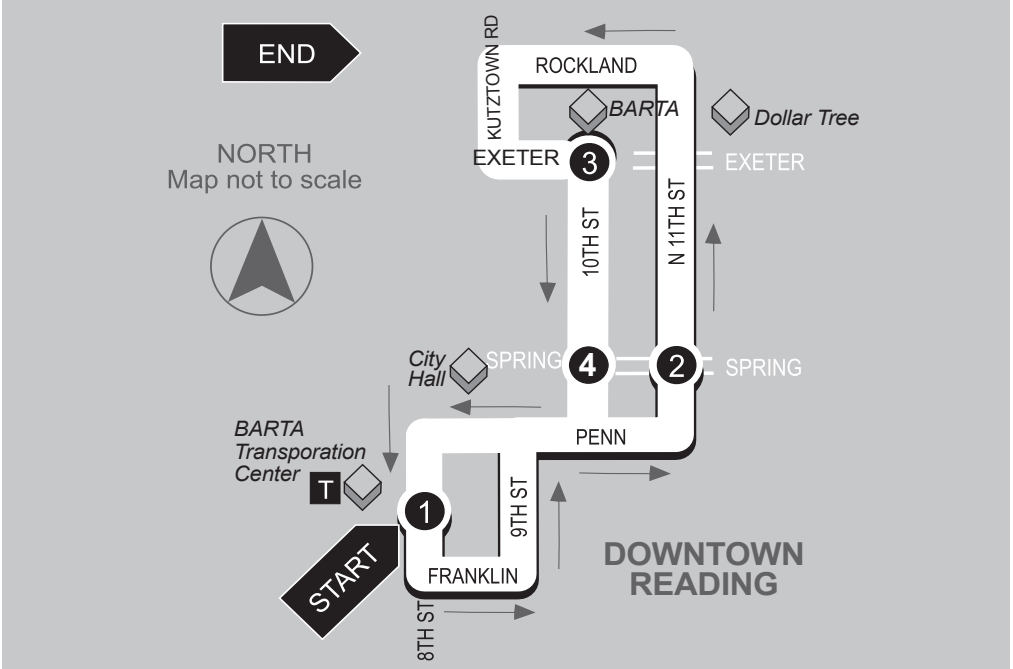 END
KUTZTOWN RD
ROCKLAND
BARTA
Dollar Tree
NORTH
Map not to scale
EXETER
3
EXETER
10TH ST
N 11TH ST
City
Hall
SPRING
4
2
SPRING
PENN
BARTA
Transporation
Center
T
1
9TH ST
START
FRANKLIN
8TH ST
DOWNTOWN
READING